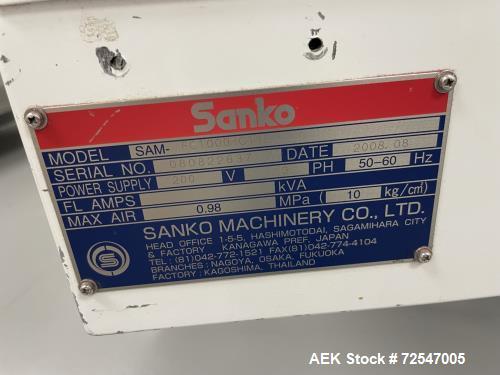 Sanko
MODEL SAM-FC1000
SERIAL NO. 080822637 DATE 2008.08
POWER SUPPLY 200 V PH 50-60 Hz
FL AMPS kVA
MAX AIR 0.98 MPa ( 10 kg/cm²)
SANKO MACHINERY CO., LTD.
HEAD OFFICE 1-5-5, HASHIMOTODAI, SAGAMIHARA CITY
& FACTORY KANAGAWA PREF, JAPAN
TEL:(81)042-772-1521 FAX(81)042-774-4104
BRANCHES: NAGOYA, OSAKA, FUKUOKA
FACTORY: KAGOSHIMA, THAILAND
S
AEK Stock # 72547005